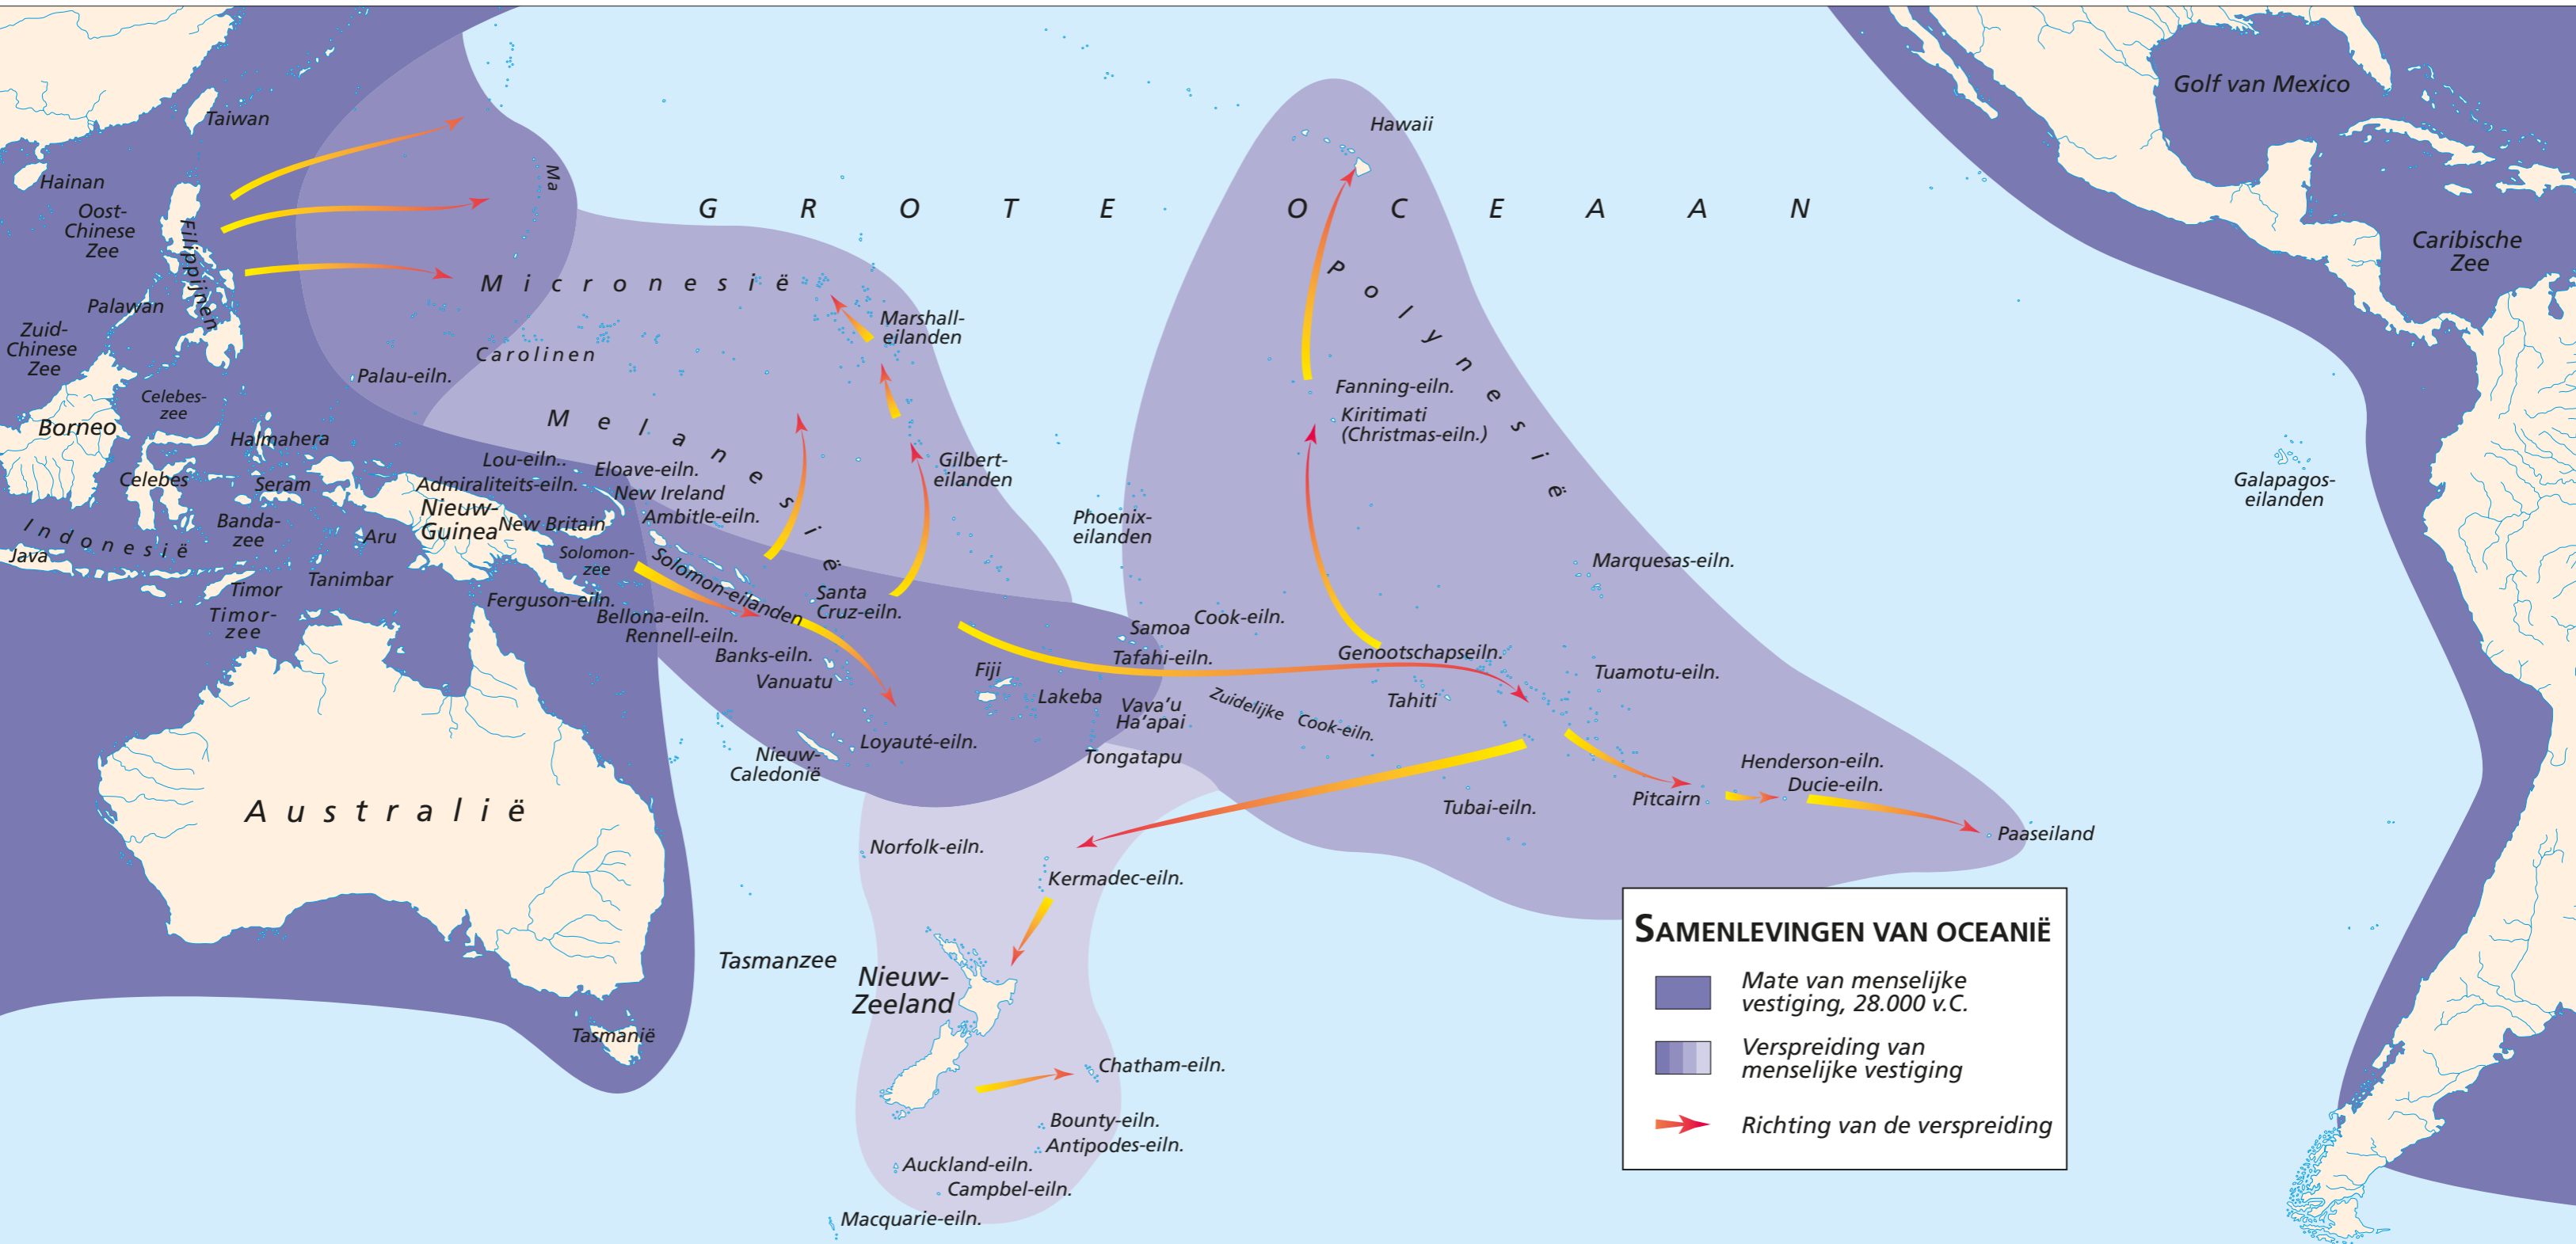 Golf van Mexico
Taiwan
Hawaii
Hainan
Ma
Oost-
Chinese
Zee
Filippijnen
GROTE OCEAAN
Caribische
Zee
Polynesië
Micronesië
Palawan
Marshall-
eilanden
Zuid-
Chinese
Zee
Carolinen
Palau-eiln.
Fanning-eiln.
Celebes-
zee
Kiritimati
(Christmas-eiln.)
Melanesië
Borneo
Halmahera
Lou-eiln..
Eloave-eiln.
Gilbert-
eilanden
Celebes
Seram
Admiraliteits-eiln.
New Ireland
Galapagos-
eilanden
Nieuw-
Guinea
New Britain
Ambitle-eiln.
Phoenix-
eilanden
Banda-
zee
Aru
Indonesië
Java
Solomon-
zee
Solomon-eilanden
Marquesas-eiln.
Timor
Tanimbar
Santa
Cruz-eiln.
Ferguson-eiln.
Timor-
zee
Bellona-eiln.
Rennell-eiln.
Samoa
Cook-eiln.
Banks-eiln.
Tafahi-eiln.
Genootschapseiln.
Vanuatu
Fiji
Tuamotu-eiln.
Lakeba
Vava'u
Ha'apai
Zuidelijke Cook-eiln.
Tahiti
Loyauté-eiln.
Nieuw-
Caledonië
Tongatapu
Henderson-eiln.
Ducie-eiln.
Pitcairn
Australië
Tubai-eiln.
Paaseiland
Norfolk-eiln.
Kermadec-eiln.
Tasmanzee
Nieuw-
Zeeland
Tasmanië
Chatham-eiln.
Bounty-eiln.
Antipodes-eiln.
Auckland-eiln.
Campbel-eiln.
Macquarie-eiln.
SAMENLEVINGEN VAN OCEANIË
Mate van menselijke
vestiging, 28.000 v.C.
Verspreiding van
menselijke vestiging
Richting van de verspreiding